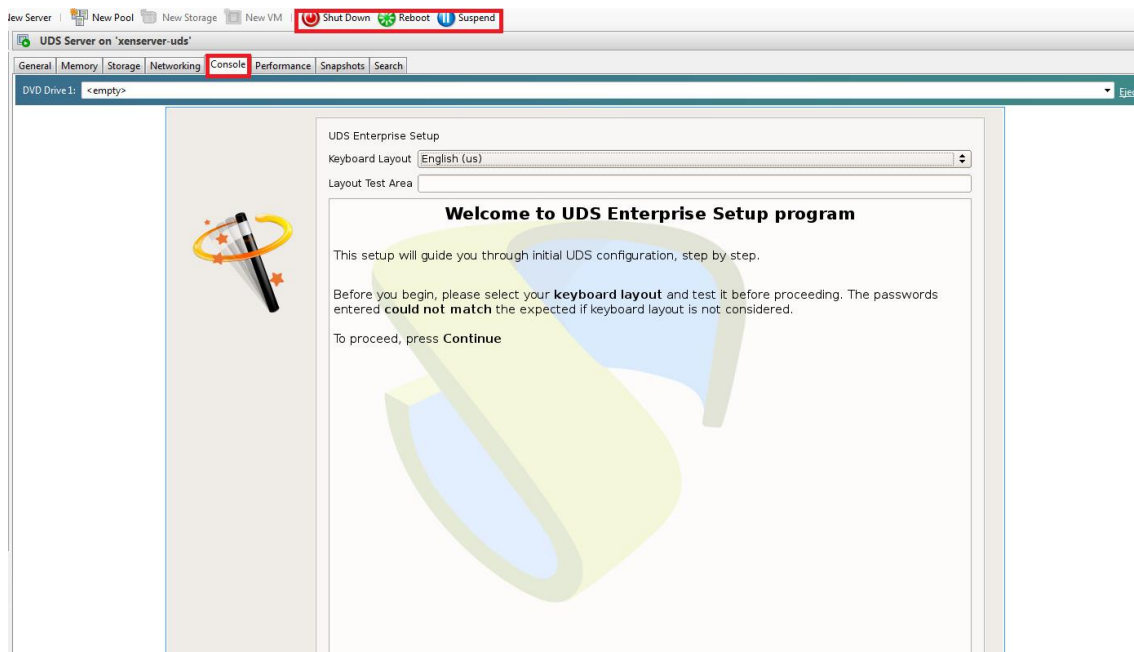 ew Server New Pool New Storage New VM Shut Down Reboot Suspend
UDS Server on 'xenserver-uds'
General Memory Storage Networking Console Performance Snapshots Search
DVD Drive 1: <empty> Ejec
UDS Enterprise Setup
Keyboard Layout English (us)
Layout Test Area
Welcome to UDS Enterprise Setup program
This setup will guide you through initial UDS configuration, step by step.
Before you begin, please select your keyboard layout and test it before proceeding. The passwords
entered could not match the expected if keyboard layout is not considered.
To proceed, press Continue